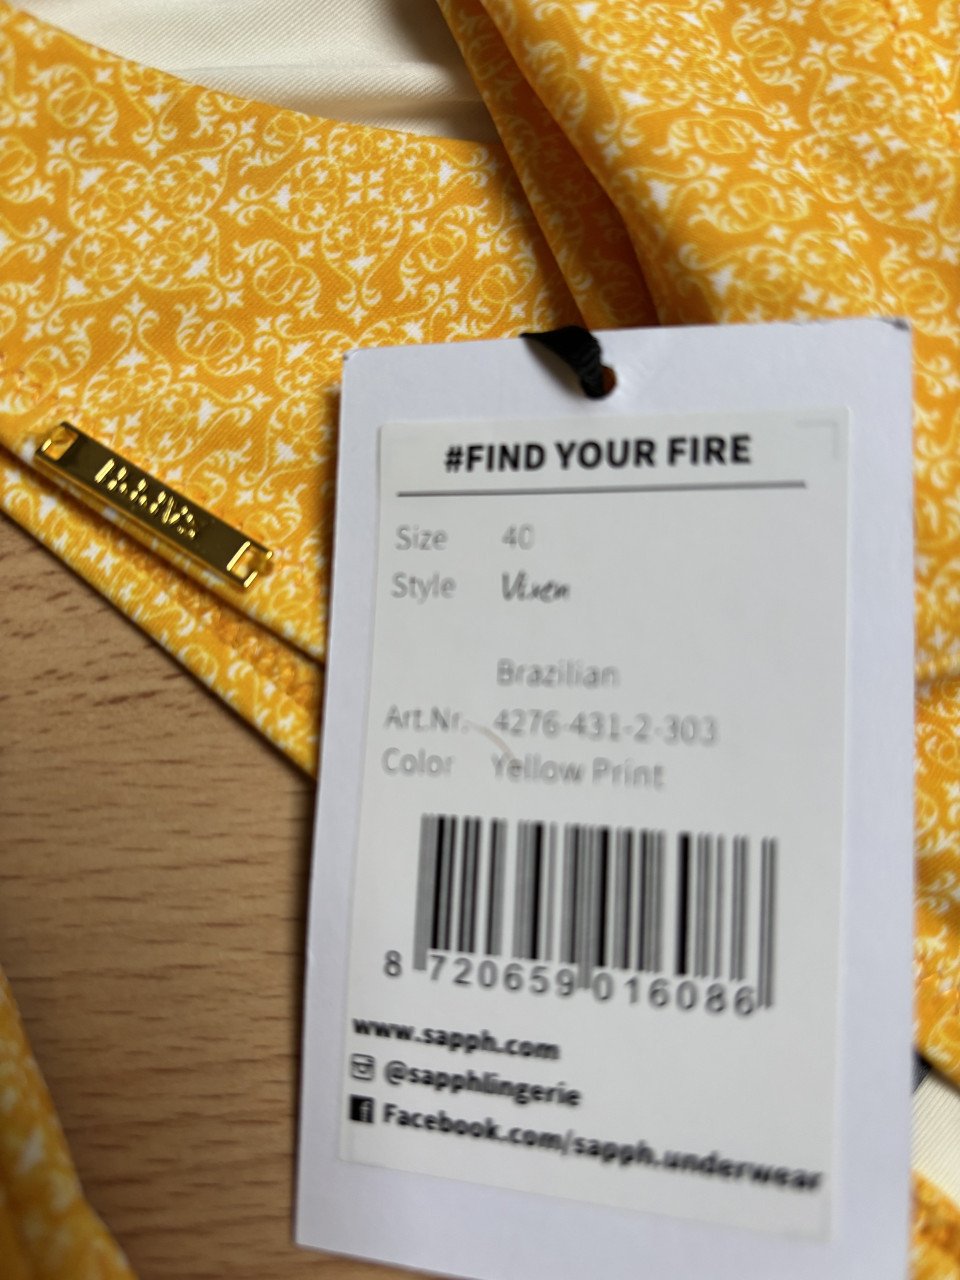 #FIND YOUR FIRE
Size 40
Style Vixen
Brazilian
Art.Nr. 4276-431-2-303
Color Yellow Print
8 720659 016086
www.sapph.com
@sapphlingerie
Facebook.com/sapph.underwear